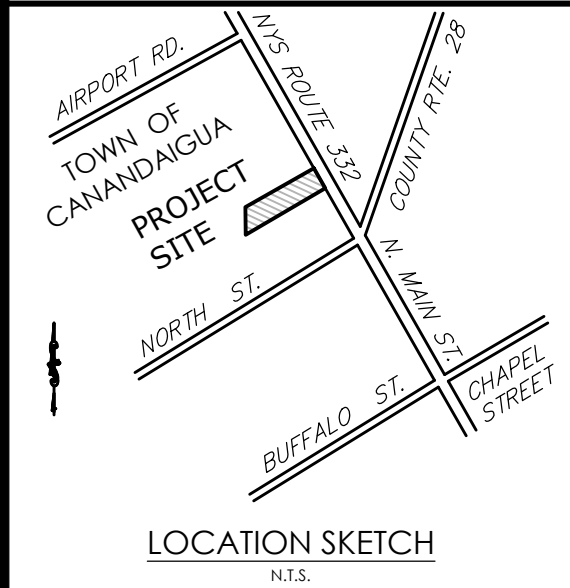 AIRPORT RD.
NYS ROUTE 332
COUNTY RTE. 28
TOWN OF
CANANDAIGUA
PROJECT
SITE
NORTH ST.
N. MAIN ST.
BUFFALO ST.
CHAPEL
STREET
LOCATION SKETCH
N.T.S.